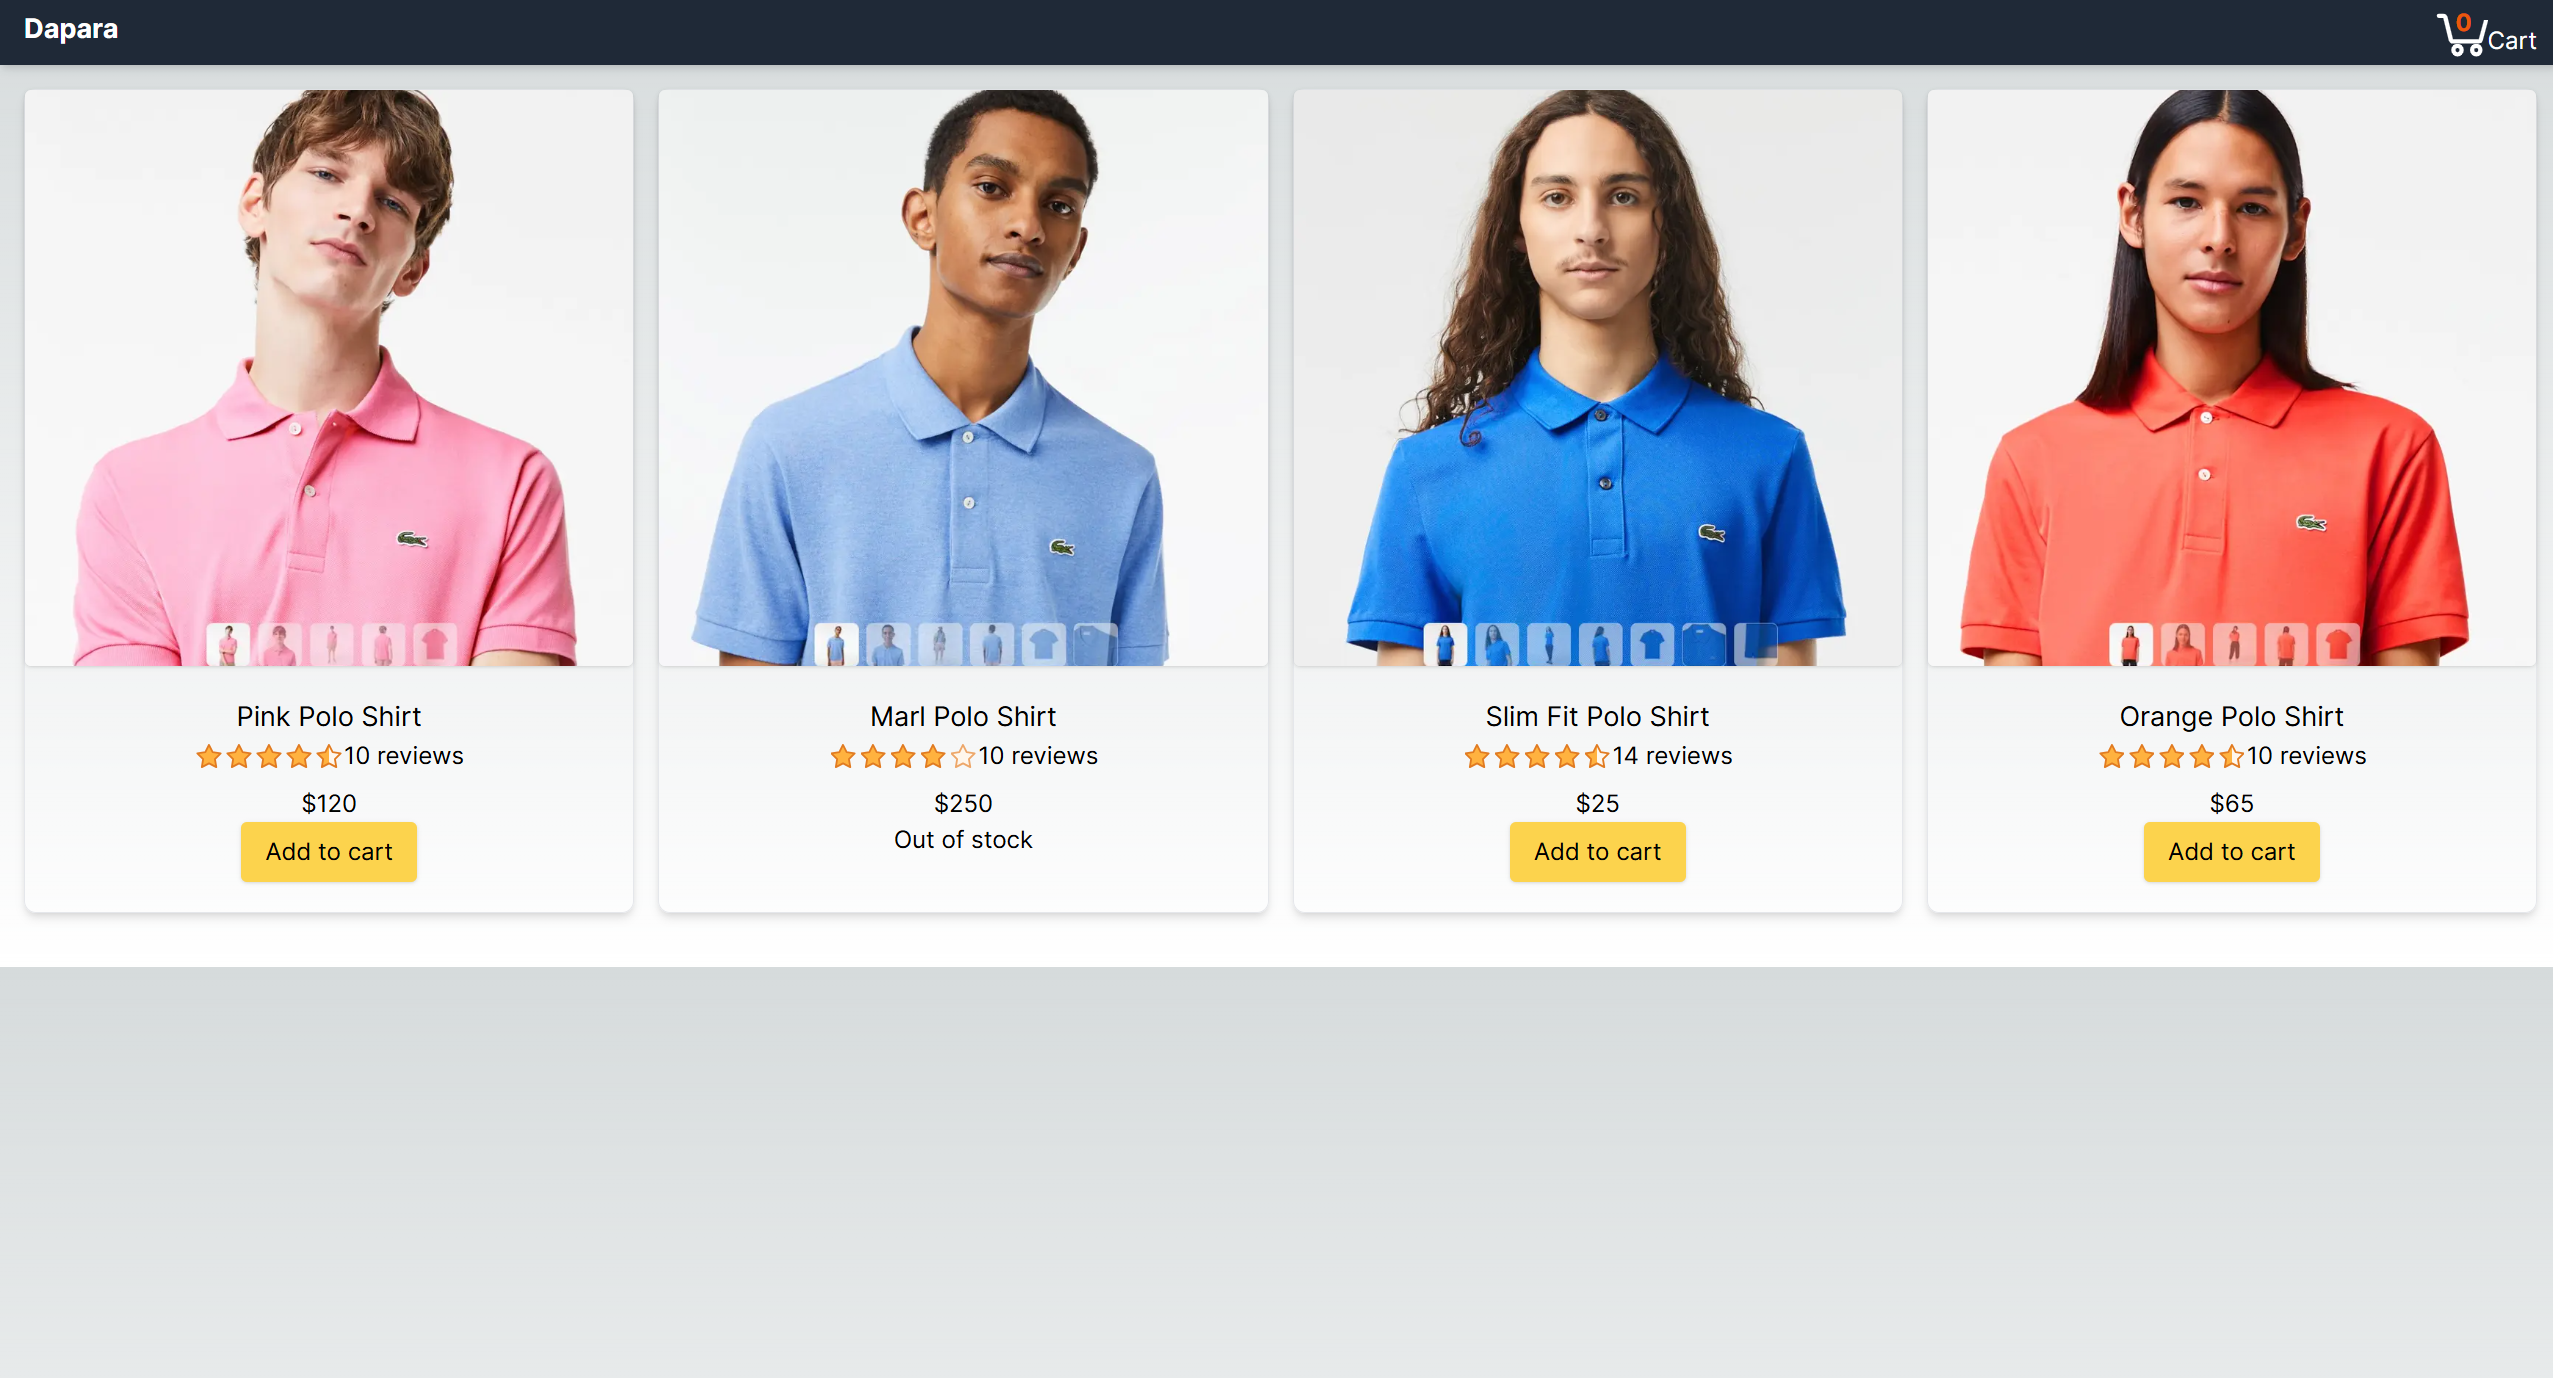 Dapara
0
Cart
Pink Polo Shirt
10 reviews
$120
Add to cart
Marl Polo Shirt
10 reviews
$250
Out of stock
Slim Fit Polo Shirt
14 reviews
$25
Add to cart
Orange Polo Shirt
10 reviews
$65
Add to cart